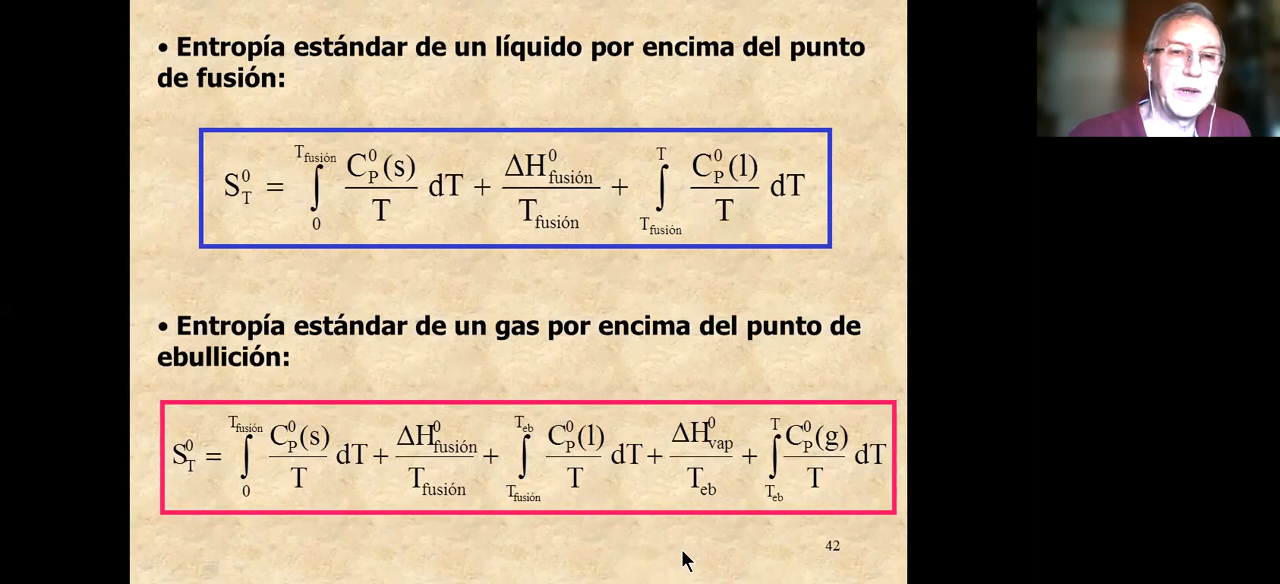 • Entropía estándar de un líquido por encima del punto
de fusión:
S⁰_T = ∫₀^{T_fusión} C⁰_P(s)/T dT + ΔH⁰_fusión/T_fusión + ∫_{T_fusión}^{T} C⁰_P(l)/T dT
• Entropía estándar de un gas por encima del punto de
ebullición:
S⁰_T = ∫₀^{T_fusión} C⁰_P(s)/T dT + ΔH⁰_fusión/T_fusión + ∫_{T_fusión}^{T_eb} C⁰_P(l)/T dT + ΔH⁰_vap/T_eb + ∫_{T_eb}^{T} C⁰_P(g)/T dT
42